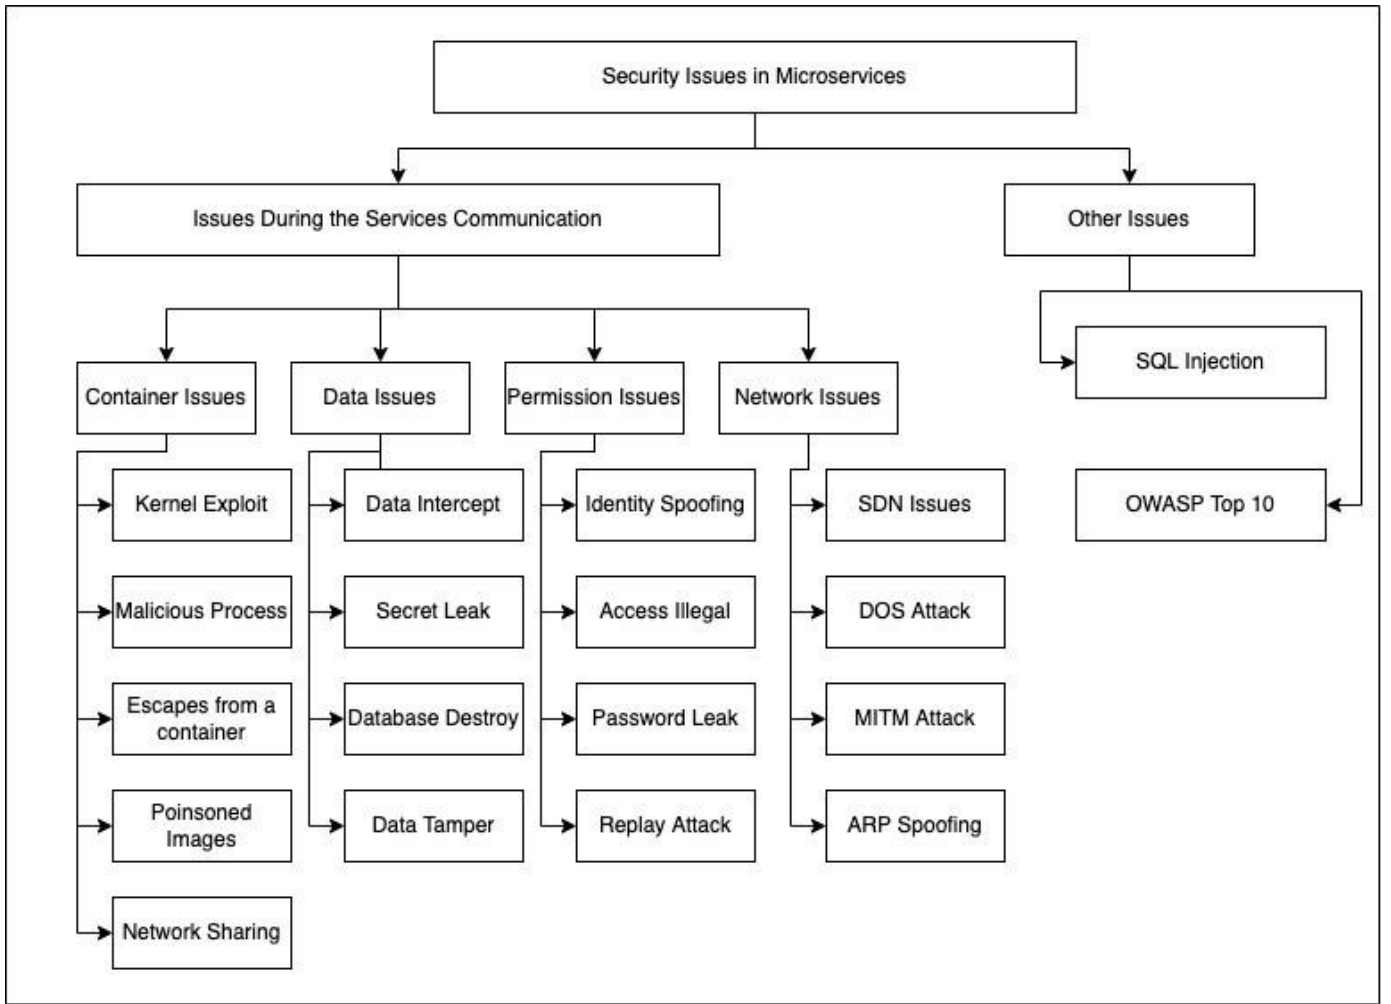 Security Issues in Microservices
Issues During the Services Communication
Other Issues
Container Issues
Data Issues
Permission Issues
Network Issues
SQL Injection
Kernel Exploit
Data Intercept
Identity Spoofing
SDN Issues
OWASP Top 10
Malicious Process
Secret Leak
Access Illegal
DOS Attack
Escapes from a
container
Database Destroy
Password Leak
MITM Attack
Poinsoned
Images
Data Tamper
Replay Attack
ARP Spoofing
Network Sharing